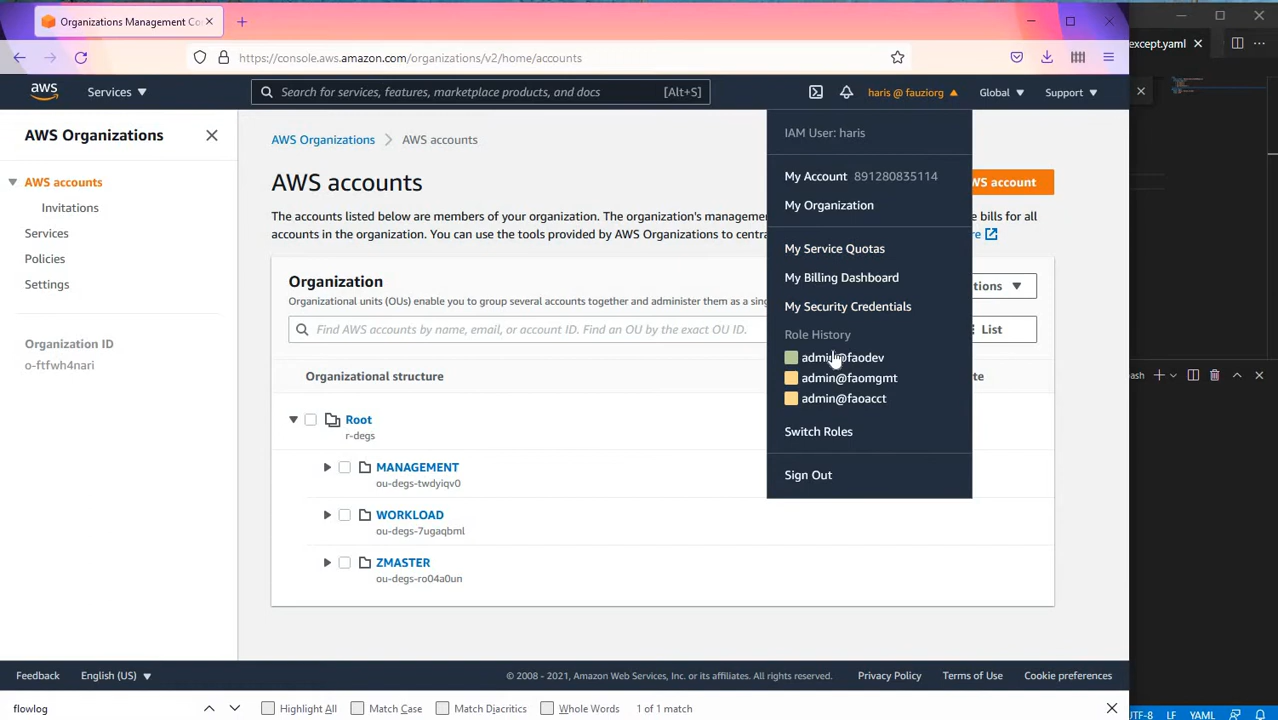 Organizations Management Co
https://console.aws.amazon.com/organizations/v2/home/accounts
except.yaml
aws
Services
Search for services, features, marketplace products, and docs
[Alt+S]
haris @ fauziorg
Global
Support
AWS Organizations
AWS accounts
Invitations
Services
Policies
Settings
Organization ID
o-ftfwh4nari
AWS Organizations
AWS accounts
AWS accounts
WS account
The accounts listed below are members of your organization. The organization's managem
e bills for all
accounts in the organization. You can use the tools provided by AWS Organizations to centra
re
Organization
tions
Organizational units (OUs) enable you to group several accounts together and administer them as a sing
Find AWS accounts by name, email, or account ID. Find an OU by the exact OU ID.
List
Organizational structure
te
Root
r-degs
MANAGEMENT
ou-degs-twdyiqv0
WORKLOAD
ou-degs-7ugaqbml
ZMASTER
ou-degs-ro04a0un
IAM User: haris
My Account 891280835114
My Organization
My Service Quotas
My Billing Dashboard
My Security Credentials
Role History
admin@faodev
admin@faomgmt
admin@faoacct
Switch Roles
Sign Out
ash
Feedback
English (US)
© 2008 - 2021, Amazon Web Services, Inc. or its affiliates. All rights reserved.
Privacy Policy
Terms of Use
Cookie preferences
flowlog
Highlight All
Match Case
Match Diacritics
Whole Words
1 of 1 match
UTF-8
LF
YAML